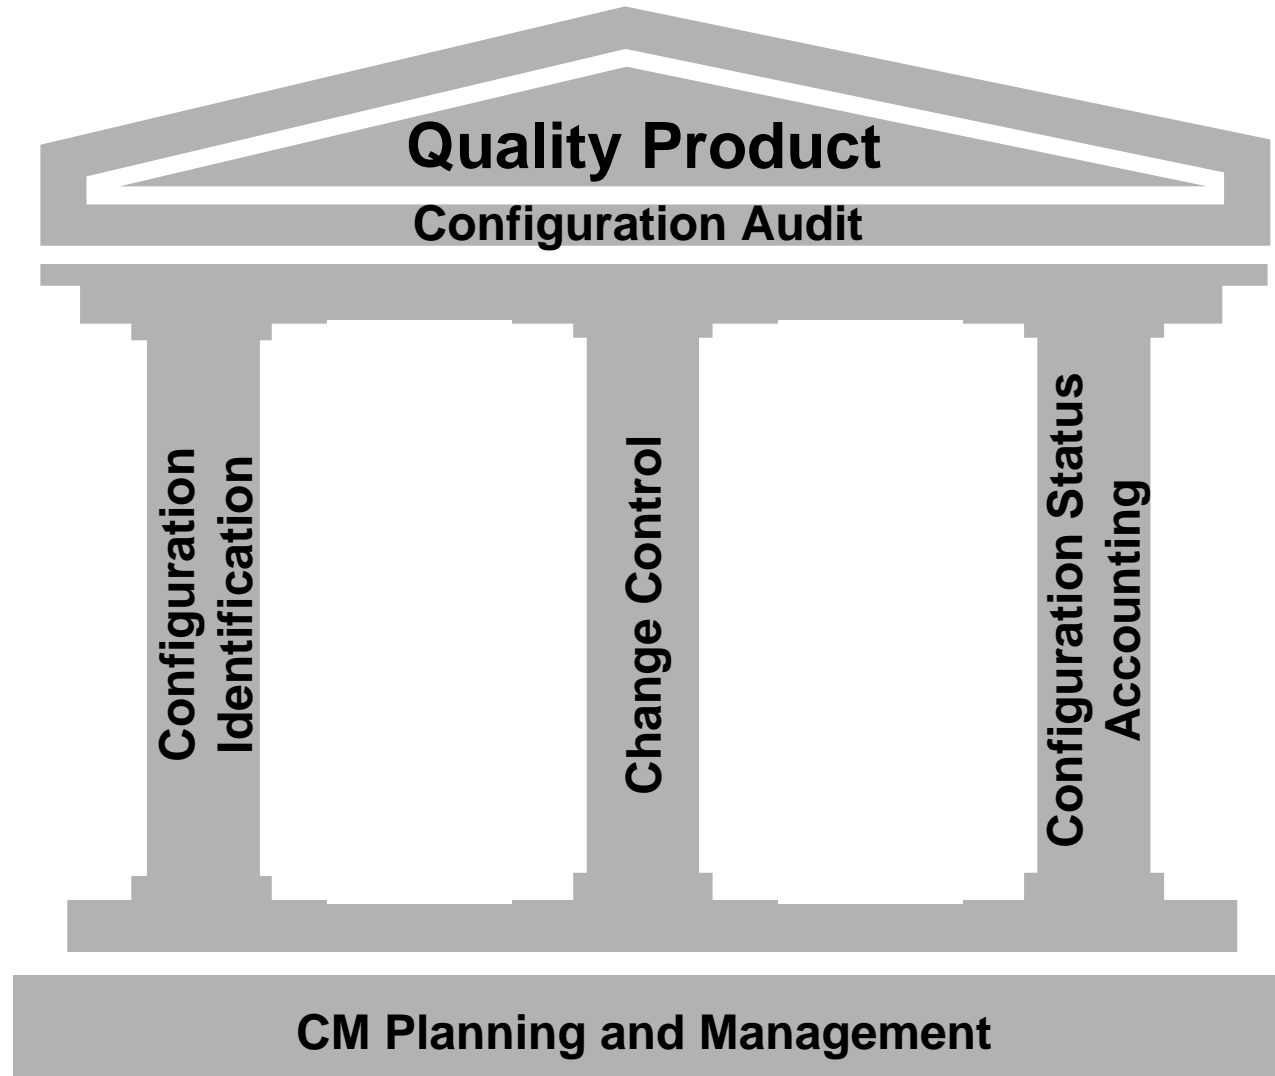 Quality Product
Configuration Audit
Configuration
Identification
Change Control
Configuration Status
Accounting
CM Planning and Management